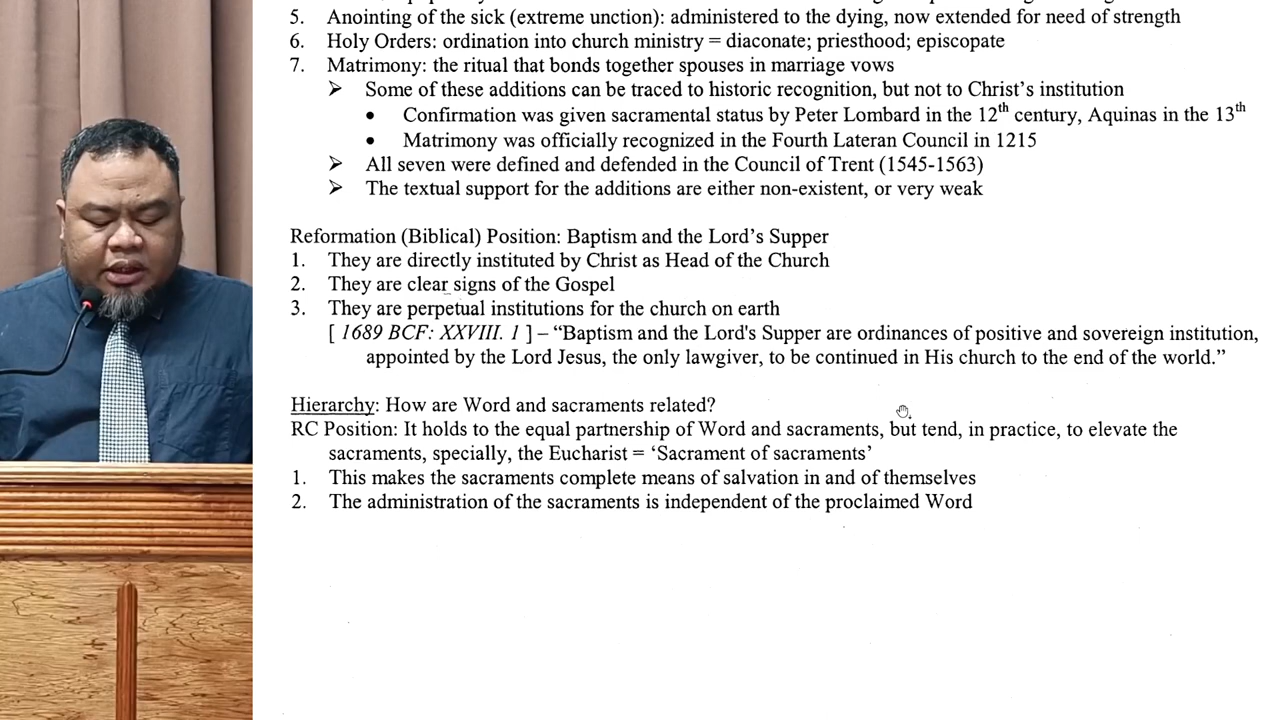 5. Anointing of the sick (extreme unction): administered to the dying, now extended for need of strength
6. Holy Orders: ordination into church ministry = diaconate; priesthood; episcopate
7. Matrimony: the ritual that bonds together spouses in marriage vows
➢ Some of these additions can be traced to historic recognition, but not to Christ's institution
• Confirmation was given sacramental status by Peter Lombard in the 12th century, Aquinas in the 13th
• Matrimony was officially recognized in the Fourth Lateran Council in 1215
➢ All seven were defined and defended in the Council of Trent (1545-1563)
➢ The textual support for the additions are either non-existent, or very weak
Reformation (Biblical) Position: Baptism and the Lord's Supper
1. They are directly instituted by Christ as Head of the Church
2. They are clear signs of the Gospel
3. They are perpetual institutions for the church on earth
[ 1689 BCF: XXVIII. 1 ] – “Baptism and the Lord's Supper are ordinances of positive and sovereign institution,
appointed by the Lord Jesus, the only lawgiver, to be continued in His church to the end of the world.”
Hierarchy: How are Word and sacraments related?
RC Position: It holds to the equal partnership of Word and sacraments, but tend, in practice, to elevate the
sacraments, specially, the Eucharist = ‘Sacrament of sacraments’
1. This makes the sacraments complete means of salvation in and of themselves
2. The administration of the sacraments is independent of the proclaimed Word